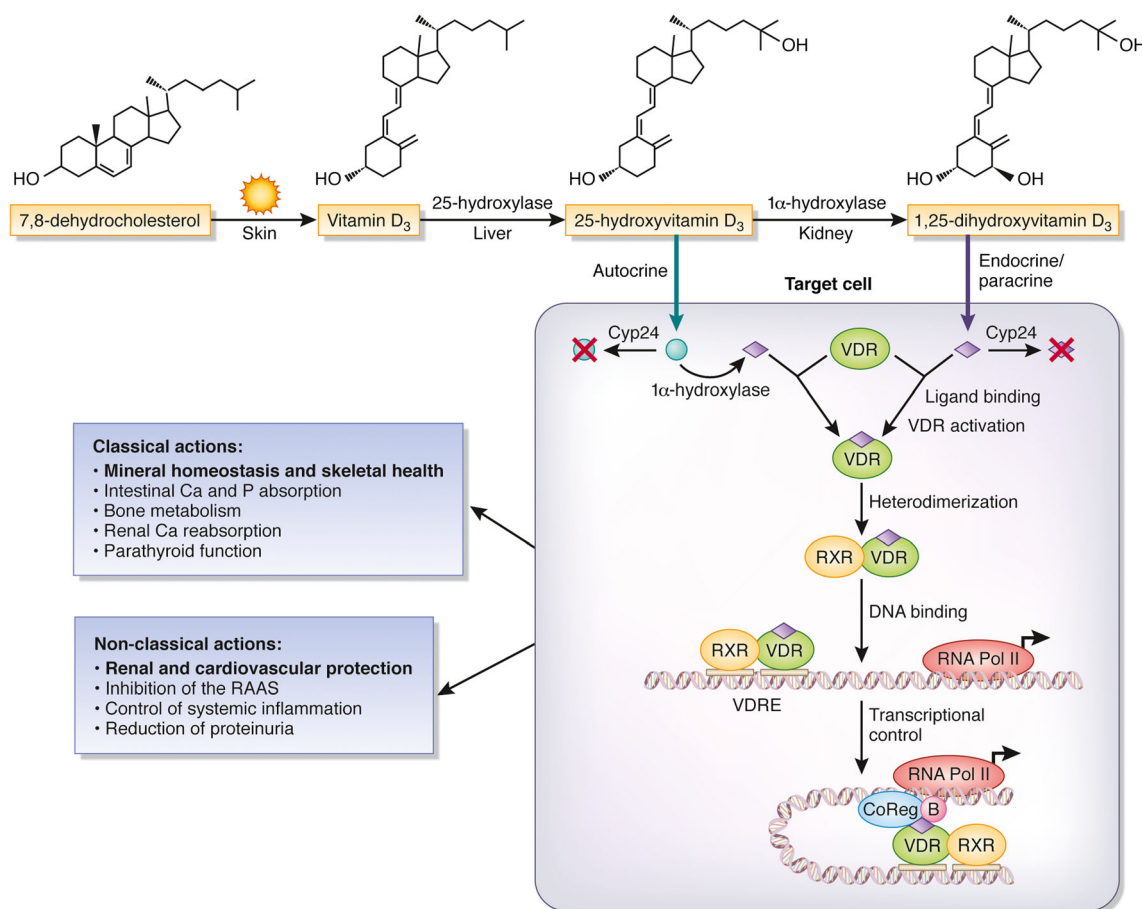 OH
OH
HO
HO
HO
HO
OH
7,8-dehydrocholesterol
Skin
Vitamin D3
25-hydroxylase
Liver
25-hydroxyvitamin D3
1α-hydroxylase
Kidney
1,25-dihydroxyvitamin D3
Autocrine
Target cell
Endocrine/
paracrine
Cyp24
VDR
Cyp24
1α-hydroxylase
Ligand binding
VDR activation
VDR
Heterodimerization
RXR
VDR
DNA binding
RXR
VDR
RNA Pol II
VDRE
Transcriptional
control
RNA Pol II
CoReg
B
VDR
RXR
Classical actions:
• Mineral homeostasis and skeletal health
• Intestinal Ca and P absorption
• Bone metabolism
• Renal Ca reabsorption
• Parathyroid function
Non-classical actions:
• Renal and cardiovascular protection
• Inhibition of the RAAS
• Control of systemic inflammation
• Reduction of proteinuria